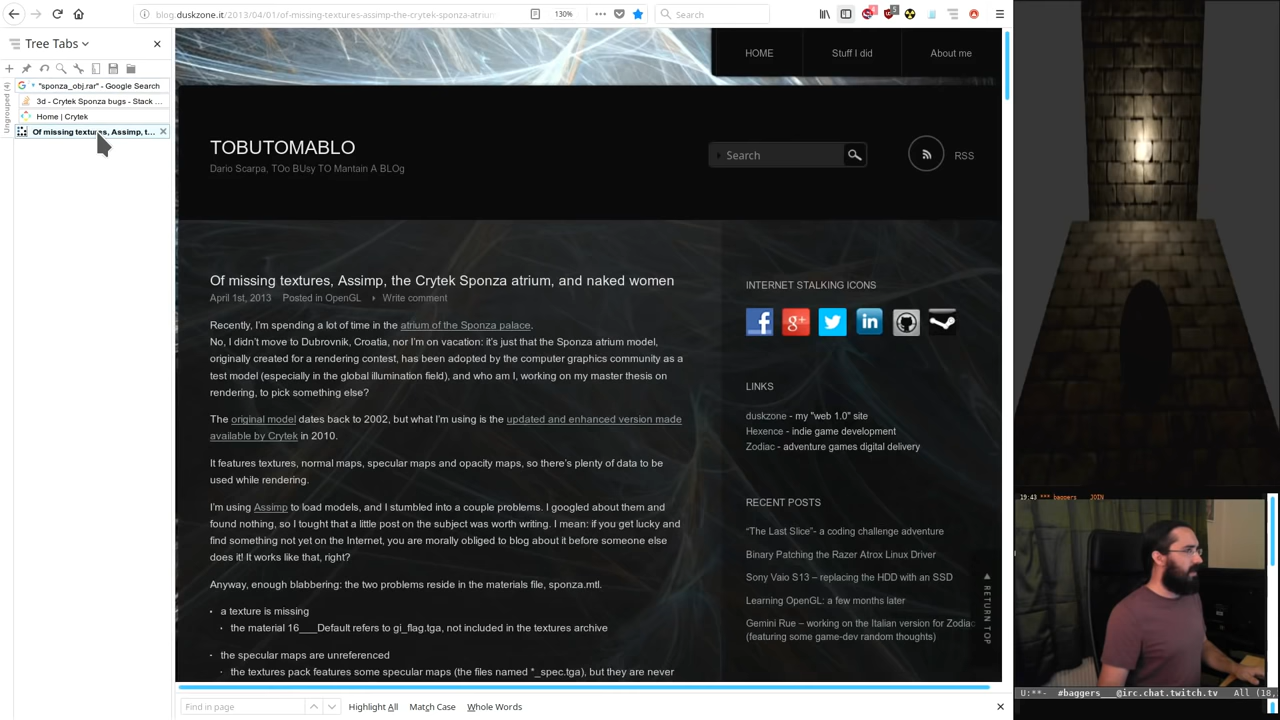 blog.duskzone.it/2013/04/01/of-missing-textures-assimp-the-crytek-sponza-atriu
130%
Search
Tree Tabs
HOME
Stuff I did
About me
Ungrouped (4)
"sponza_obj.rar" - Google Search
3d - Crytek Sponza bugs - Stack ...
Home | Crytek
Of missing textures, Assimp, t...
TOBUTOMABLO
Dario Scarpa, TOo BUsy TO Mantain A BLOg
Search
RSS
Of missing textures, Assimp, the Crytek Sponza atrium, and naked women
April 1st, 2013 Posted in OpenGL Write comment
Recently, I'm spending a lot of time in the atrium of the Sponza palace.
No, I didn't move to Dubrovnik, Croatia, nor I'm on vacation: it's just that the Sponza atrium model,
originally created for a rendering contest, has been adopted by the computer graphics community as a
test model (especially in the global illumination field), and who am I, working on my master thesis on
rendering, to pick something else?
The original model dates back to 2002, but what I'm using is the updated and enhanced version made
available by Crytek in 2010.
It features textures, normal maps, specular maps and opacity maps, so there's plenty of data to be
used while rendering.
I'm using Assimp to load models, and I stumbled into a couple problems. I googled about them and
found nothing, so I tought that a little post on the subject was worth writing. I mean: if you get lucky and
find something not yet on the Internet, you are morally obliged to blog about it before someone else
does it! It works like that, right?
Anyway, enough blabbering: the two problems reside in the materials file, sponza.mtl.
a texture is missing
the material 16___Default refers to gi_flag.tga, not included in the textures archive
the specular maps are unreferenced
the textures pack features some specular maps (the files named *_spec.tga), but they are never
INTERNET STALKING ICONS
LINKS
duskzone - my "web 1.0" site
Hexence - indie game development
Zodiac - adventure games digital delivery
RECENT POSTS
"The Last Slice"- a coding challenge adventure
Binary Patching the Razer Atrox Linux Driver
Sony Vaio S13 – replacing the HDD with an SSD
Learning OpenGL: a few months later
Gemini Rue – working on the Italian version for Zodiac
(featuring some game-dev random thoughts)
RETURN TOP
Find in page
Highlight All
Match Case
Whole Words
19:43 *** baggers JOIN
U:**- #baggers___@irc.chat.twitch.tv All (18,